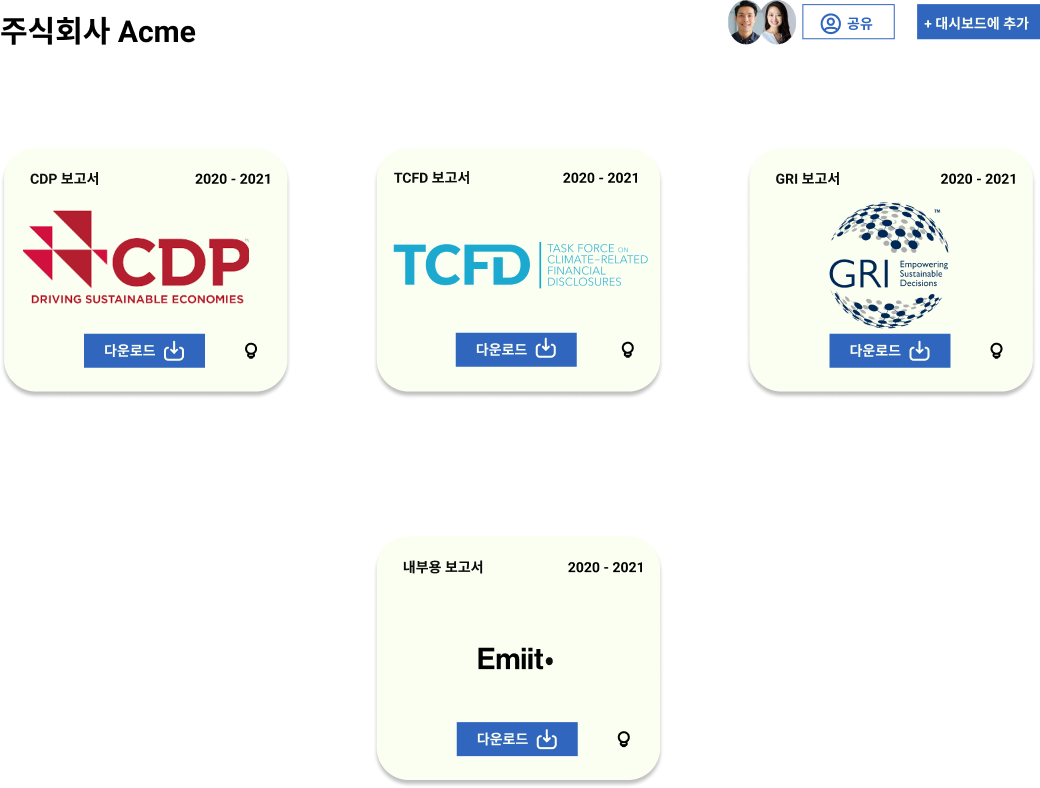 주식회사 Acme
공유
+ 대시보드에 추가
CDP 보고서 2020 - 2021
CDP
DRIVING SUSTAINABLE ECONOMIES
다운로드
TCFD 보고서 2020 - 2021
TCFD
TASK FORCE ON
CLIMATE-RELATED
FINANCIAL
DISCLOSURES
다운로드
GRI 보고서 2020 - 2021
TM
GRI
Empowering
Sustainable
Decisions
다운로드
내부용 보고서 2020 - 2021
Emiit•
다운로드